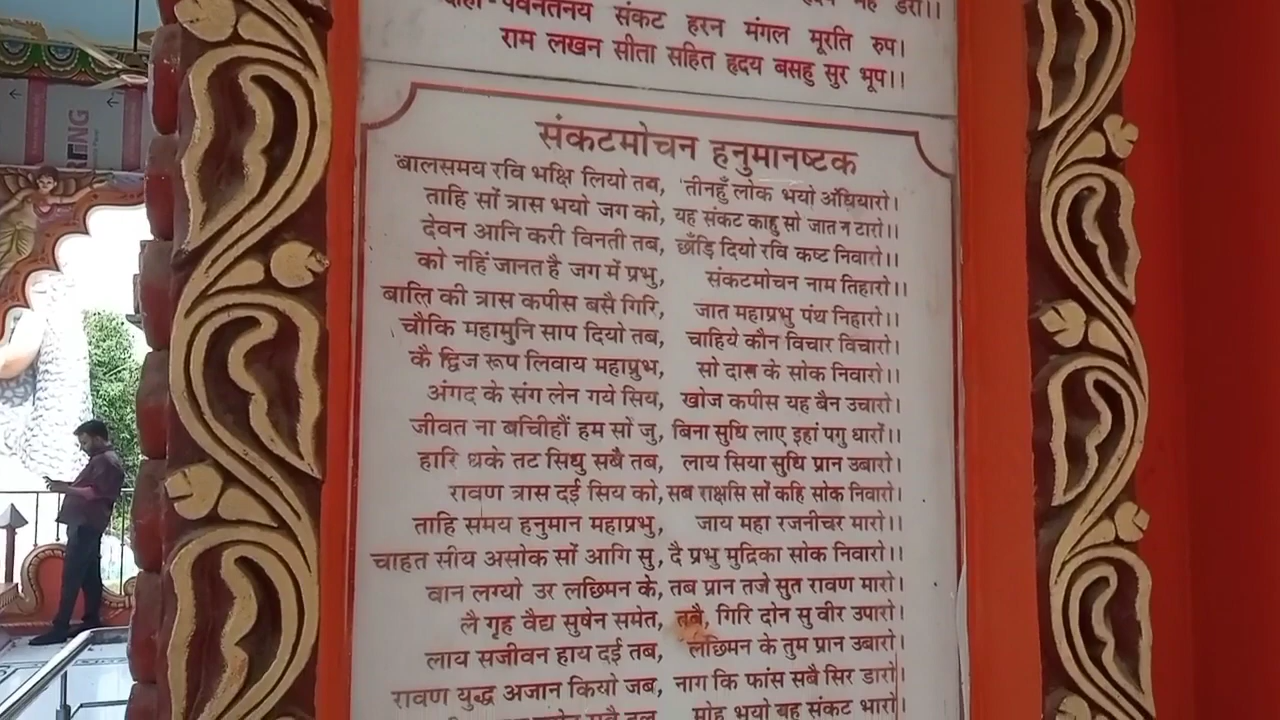 पवनतनय संकट हरन मंगल मूरति रुप।
राम लखन सीता सहित हृदय बसहु सुर भूप।।
संकटमोचन हनुमानष्टक
बालसमय रवि भक्षि लियो तब, तीनहुँ लोक भयो अंधियारो।
ताहि सों त्रास भयो जग को, यह संकट काहु सो जात न टारो।।
देवन आनि करी विनती तब, छाँड़ि दियो रवि कष्ट निवारो।।
को नहिं जानत है जग में प्रभु, संकटमोचन नाम तिहारो।।
बालि की त्रास कपीस बसै गिरि, जात महाप्रभु पंथ निहारो।।
चौकि महामुनि साप दियो तब, चाहिये कौन विचार विचारो।
कै द्विज रूप लिवाय महाप्रुभ, सो दास के सोक निवारो।।
अंगद के संग लेन गये सिय, खोज कपीस यह बैन उचारो।
जीवत ना बचिीहौं हम सों जु, बिना सुधि लाए इहां पगु धारों।।
हारि थके तट सिधु सबै तब, लाय सिया सुधि प्रान उबारो।
रावण त्रास दई सिय को, सब राक्षसि सों कहि सोक निवारो।
ताहि समय हनुमान महाप्रभु, जाय महा रजनीचर मारो।।
चाहत सीय असोक सों आगि सु, दै प्रभु मुद्रिका सोक निवारो।।
वान लग्यो उर लछिमन के, तब प्रान तजे सुत रावण मारो।
लै गृह वैद्य सुषेन समेत, तबै, गिरि दोन सु वीर उपारो।
लाय सजीवन हाय दई तब, लछिमन के तुम प्रान उबारो।
रावण युद्ध अजान कियो जब, नाग कि फांस सबै सिर डारो।
मोह भयो यह संकट भारो।